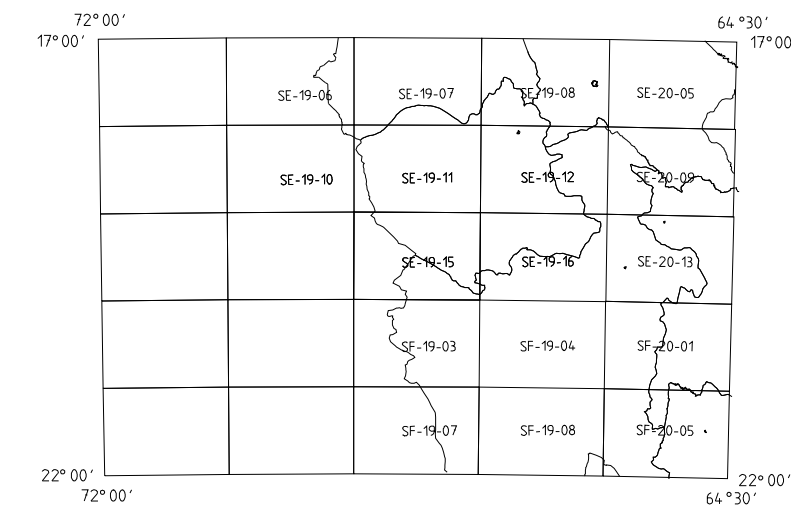 72°00' 64°30'
17°00' 17°00
SE-19-06 SE-19-07 SE-19-08 SE-20-05
SE-19-10 SE-19-11 SE-19-12 SE-20-09
SE-19-15 SE-19-16 SE-20-13
SF-19-03 SF-19-04 SF-20-01
SF-19-07 SF-19-08 SF-20-05
22°00' 22°00'
72°00' 64°30'